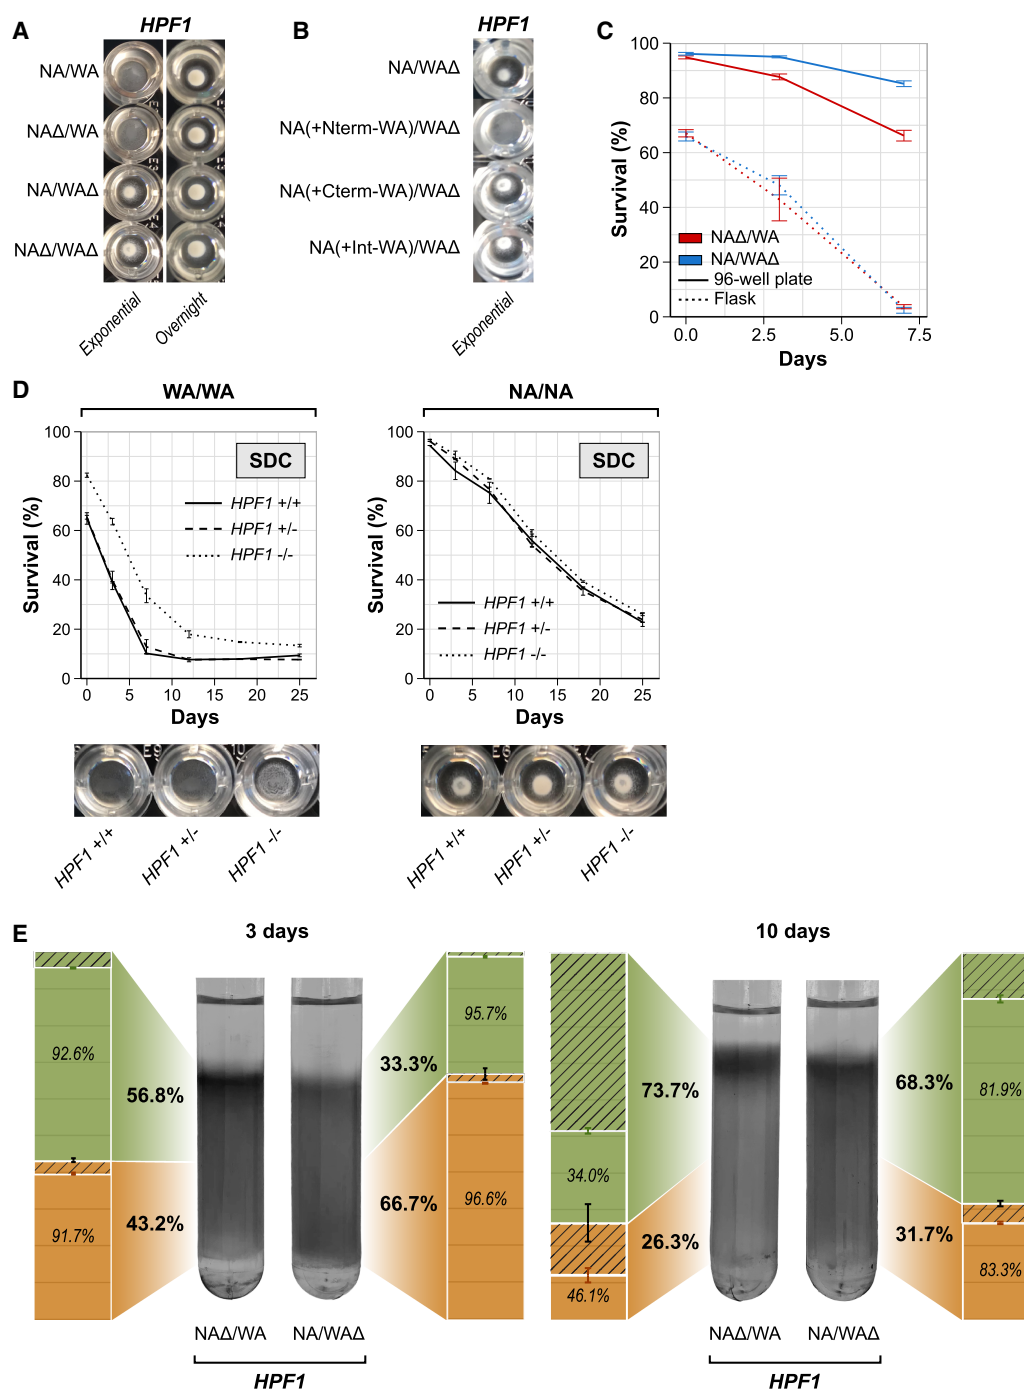 A
HPF1
NA/WA
NAΔ/WA
NA/WAΔ
NAΔ/WAΔ
Exponential
Overnight
B
HPF1
NA/WAΔ
NA(+Nterm-WA)/WAΔ
NA(+Cterm-WA)/WAΔ
NA(+Int-WA)/WAΔ
Exponential
C
100
80
60
40
20
0
Survival (%)
NAΔ/WA
NA/WAΔ
96-well plate
Flask
0.0 2.5 5.0 7.5
Days
D
WA/WA
100
80
60
40
20
0
Survival (%)
SDC
HPF1 +/+
HPF1 +/-
HPF1 -/-
0 5 10 15 20 25
Days
HPF1 +/+
HPF1 +/-
HPF1 -/-
NA/NA
100
80
60
40
20
0
Survival (%)
SDC
HPF1 +/+
HPF1 +/-
HPF1 -/-
0 5 10 15 20 25
Days
HPF1 +/+
HPF1 +/-
HPF1 -/-
E
3 days
92.6%
56.8%
91.7%
43.2%
33.3%
95.7%
66.7%
96.6%
NAΔ/WA NA/WAΔ
HPF1
10 days
73.7%
34.0%
26.3%
46.1%
68.3%
81.9%
31.7%
83.3%
NAΔ/WA NA/WAΔ
HPF1